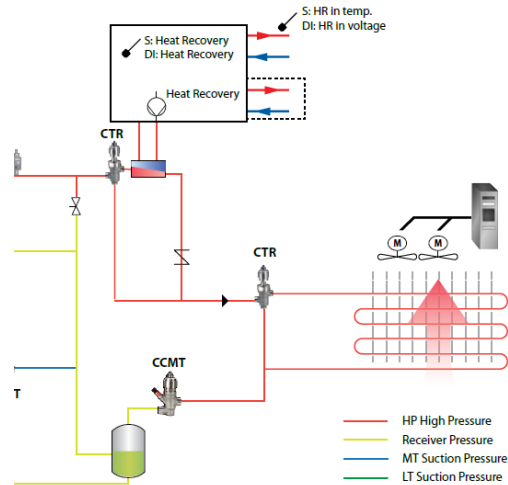 S: HR in temp.
DI: HR in voltage
S: Heat Recovery
DI: Heat Recovery
Heat Recovery
CTR
CTR
M
M
CCMT
T
HP High Pressure
Receiver Pressure
MT Suction Pressure
LT Suction Pressure